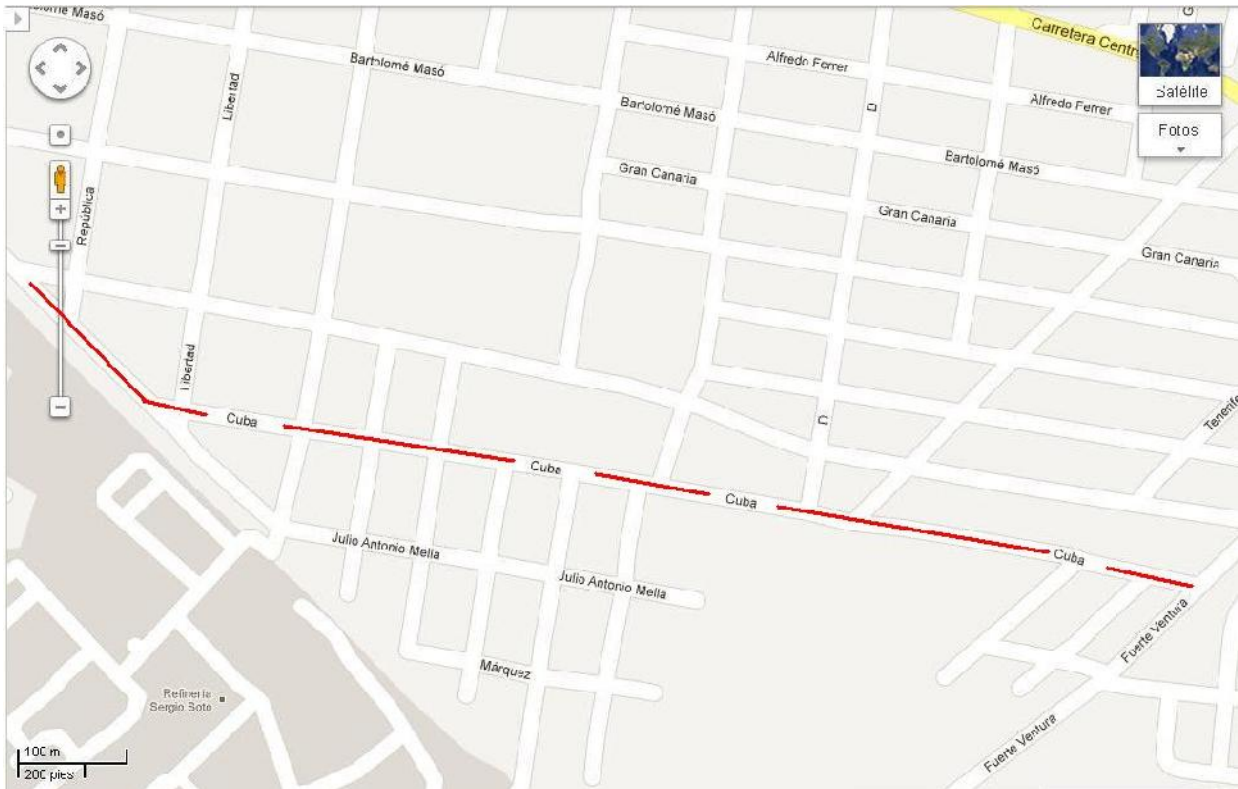 Bartolomé Masó
G
Carretera Centr
Alfredo Ferrer
Satélite
Bartolomé Masó
Libertad
Alfredo Ferrer
Bartolomé Masó
D
Fotos
Bartolomé Masó
Gran Canaria
República
Gran Canaria
Gran Canaria
Libertad
Tenerife
Cuba
Cuba
Cuba
Julio Antonio Mella
Cuba
Julio Antonio Mella
Fuerte Ventura
Márquez
Refinería
Sergio Soto
Fuerte Ventura
100 m
200 pies